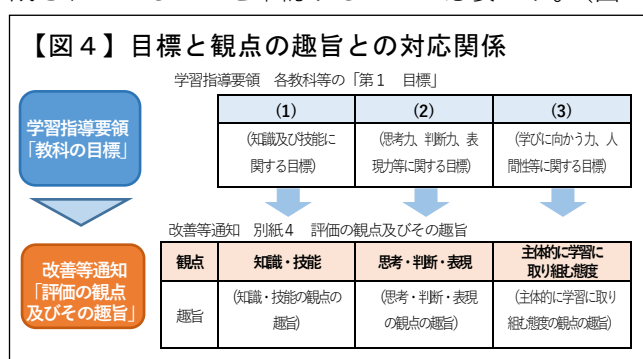 【図４】目標と観点の趣旨との対応関係
学習指導要領　各教科等の「第１　目標」
学習指導要領
「教科の目標」
(1)
(2)
(3)
(知識及び技能に
関する目標)
(思考力、判断力、表
現力等に関する目標)
(学びに向かう力、人
間性等に関する目標)
改善等通知　別紙４　評価の観点及びその趣旨
改善等通知
「評価の観点
及びその趣旨」
観点
知識・技能
思考・判断・表現
主体的に学習に
取り組む態度
趣旨
(知識・技能の観点の
趣旨)
(思考・判断・表現
の観点の趣旨)
(主体的に学習に取り
組む態度の観点の趣旨)